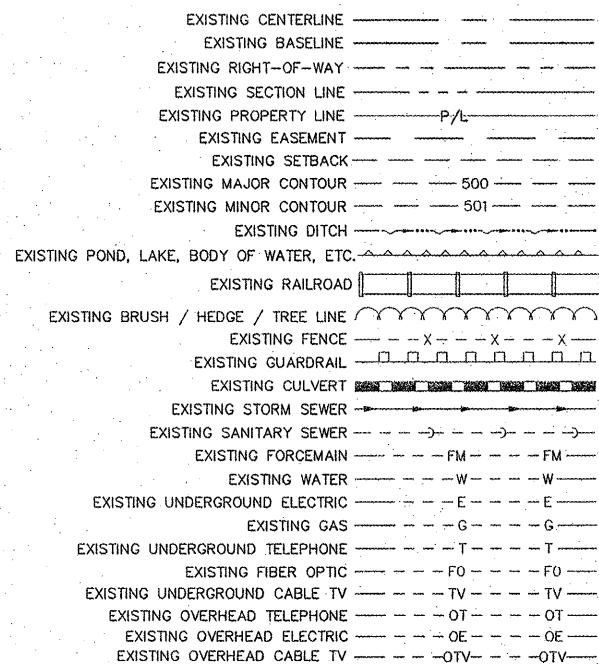 EXISTING CENTERLINE
EXISTING BASELINE
EXISTING RIGHT-OF-WAY
EXISTING SECTION LINE
EXISTING PROPERTY LINE P/L
EXISTING EASEMENT
EXISTING SETBACK
EXISTING MAJOR CONTOUR 500
EXISTING MINOR CONTOUR 501
EXISTING DITCH
EXISTING POND, LAKE, BODY OF WATER, ETC.
EXISTING RAILROAD
EXISTING BRUSH / HEDGE / TREE LINE
EXISTING FENCE X X X
EXISTING GUARDRAIL
EXISTING CULVERT
EXISTING STORM SEWER
EXISTING SANITARY SEWER
EXISTING FORCEMAIN FM FM
EXISTING WATER W W
EXISTING UNDERGROUND ELECTRIC E E
EXISTING GAS G G
EXISTING UNDERGROUND TELEPHONE T T
EXISTING FIBER OPTIC FO FO
EXISTING UNDERGROUND CABLE TV TV TV
EXISTING OVERHEAD TELEPHONE OT OT
EXISTING OVERHEAD ELECTRIC OE OE
EXISTING OVERHEAD CABLE TV OTV OTV